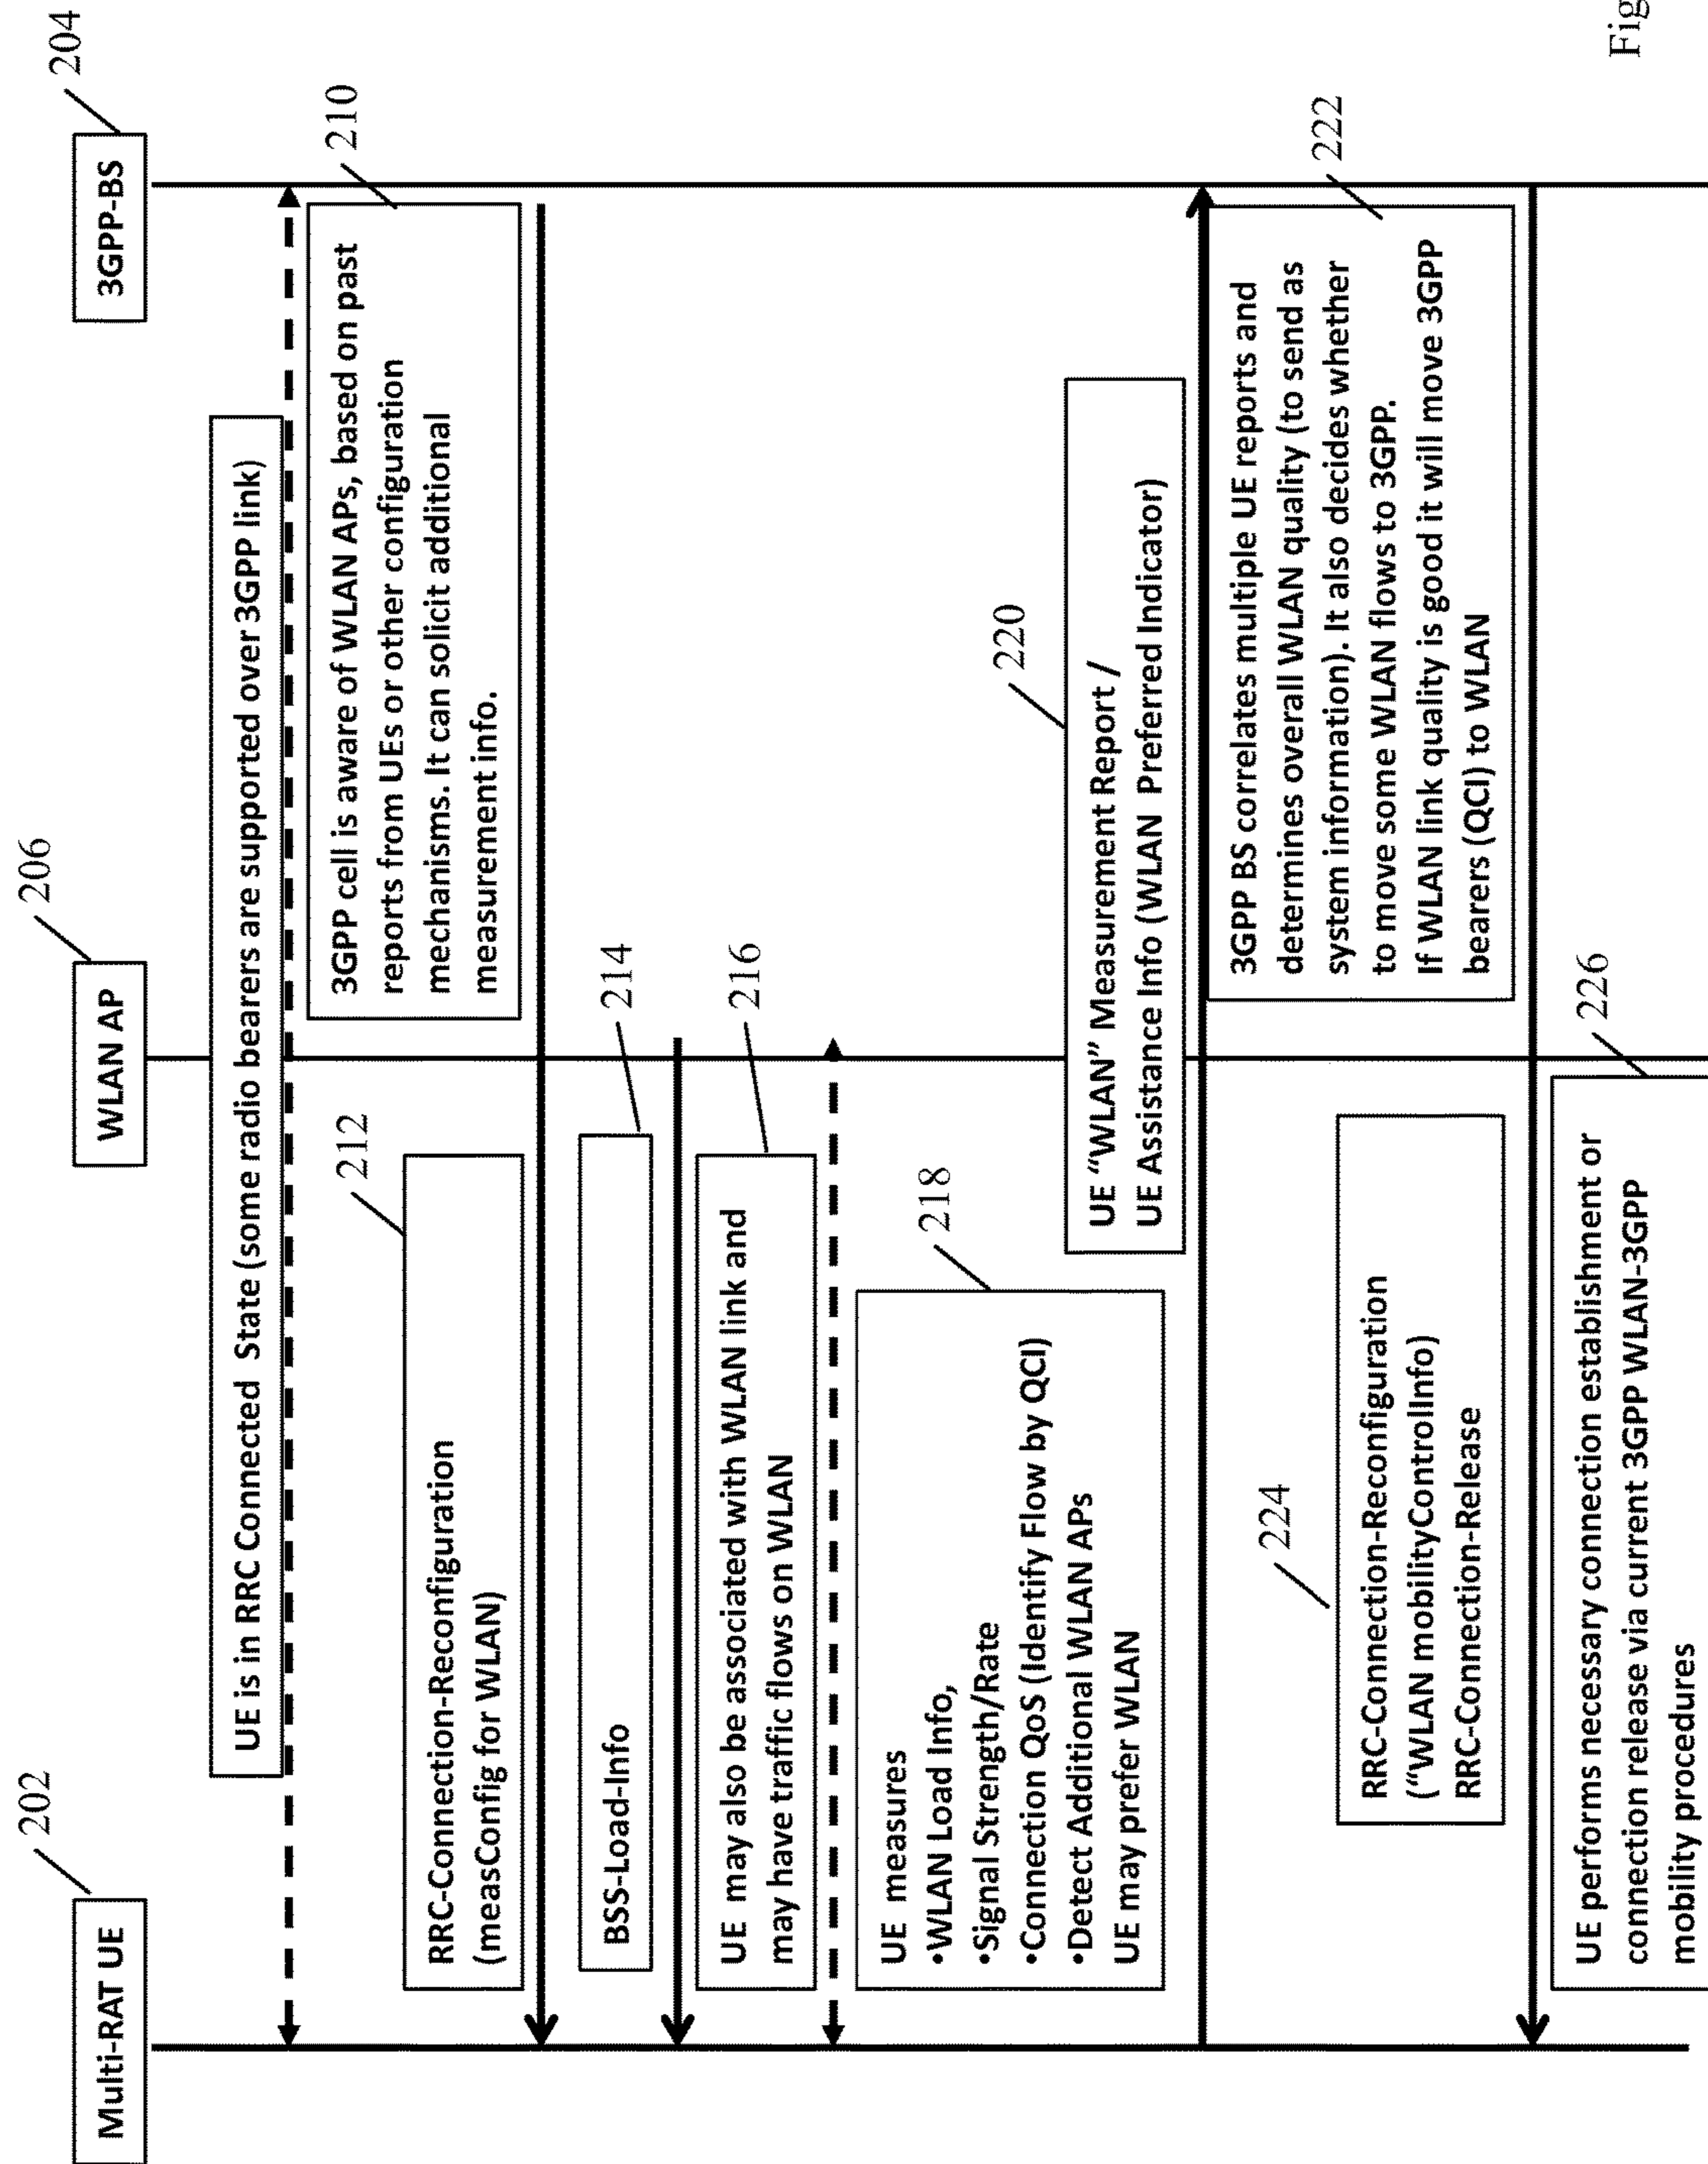 202
206
204
Multi-RAT UE
WLAN AP
3GPP-BS
UE is in RRC Connected State (some radio bearers are supported over 3GPP link)
210
3GPP cell is aware of WLAN APs, based on past
reports from UEs or other configuration
mechanisms. It can solicit additional
measurement info.
212
RRC-Connection-Reconfiguration
(measConfig for WLAN)
214
BSS-Load-Info
216
UE may also be associated with WLAN link and
may have traffic flows on WLAN
218
UE measures
•WLAN Load Info,
•Signal Strength/Rate
•Connection QoS (Identify Flow by QCI)
•Detect Additional WLAN APs
UE may prefer WLAN
220
UE “WLAN” Measurement Report /
UE Assistance Info (WLAN Preferred Indicator)
222
3GPP BS correlates multiple UE reports and
determines overall WLAN quality (to send as
system information). It also decides whether
to move some WLAN flows to 3GPP.
If WLAN link quality is good it will move 3GPP
bearers (QCI) to WLAN
224
RRC-Connection-Reconfiguration
(“WLAN mobilityControlInfo)
RRC-Connection-Release
226
UE performs necessary connection establishment or
connection release via current 3GPP WLAN-3GPP
mobility procedures
Fig